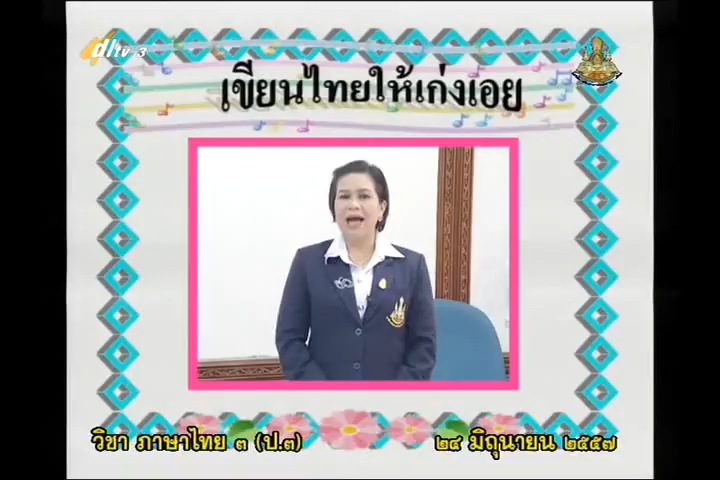 dltv-3
เขียนไทยให้เก่งเอย
วิชา ภาษาไทย ๓ (ป.๓)
๒๔ มิถุนายน ๒๕๕๗